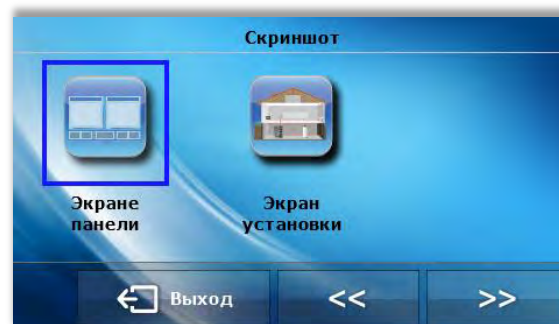 Скриншот
Экране
панели
Экран
установки
Выход
<<
>>